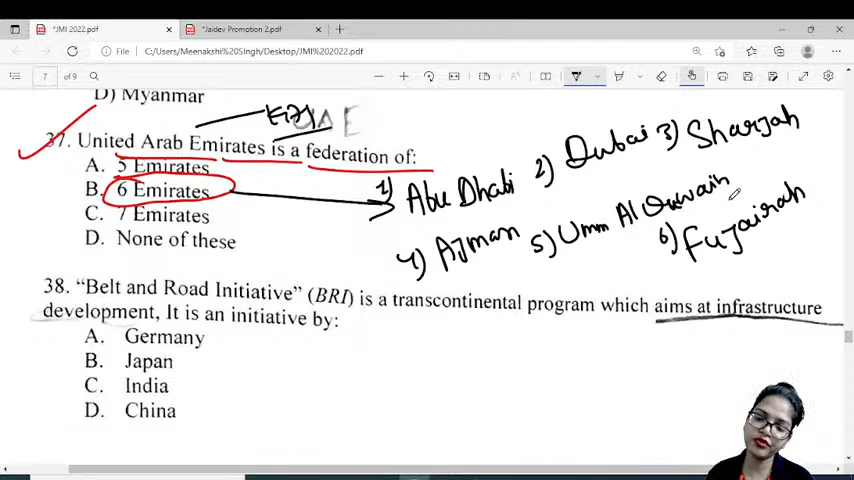 *JMI 2022.pdf
*Jaidev Promotion 2.pdf
File
C:/Users/Meenakshi%20Singh/Desktop/JMI%202022.pdf
7 of 9
D) Myanmar
UAE
37. United Arab Emirates is a federation of:
A. 5 Emirates
B. 6 Emirates
C. 7 Emirates
D. None of these
1) Abu Dhabi 2) Dubai 3) Sharjah
4) Ajman 5) Umm Al Quwain
6) Fujairah
38. “Belt and Road Initiative” (BRI) is a transcontinental program which aims at infrastructure
development, It is an initiative by:
A. Germany
B. Japan
C. India
D. China